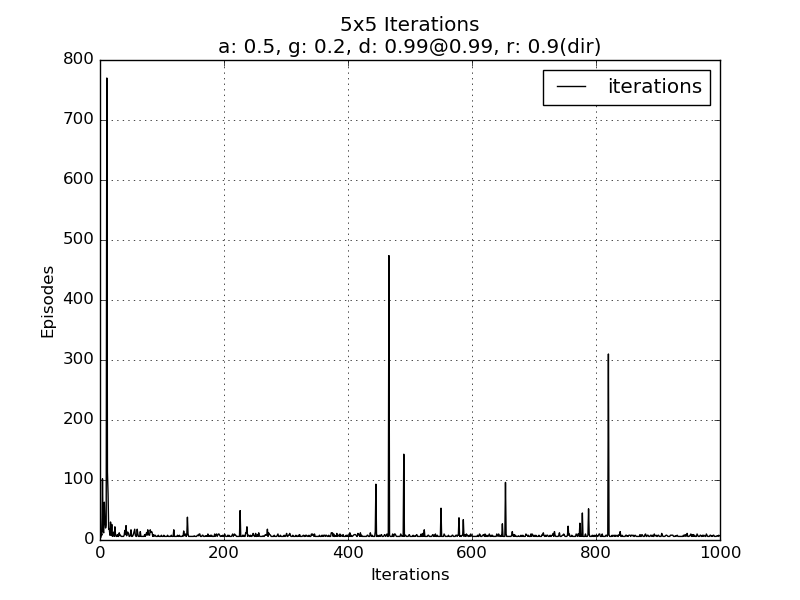 5x5 Iterations
a: 0.5, g: 0.2, d: 0.99@0.99, r: 0.9(dir)
iterations
800
700
600
500
400
300
200
100
0
Episodes
0 200 400 600 800 1000
Iterations